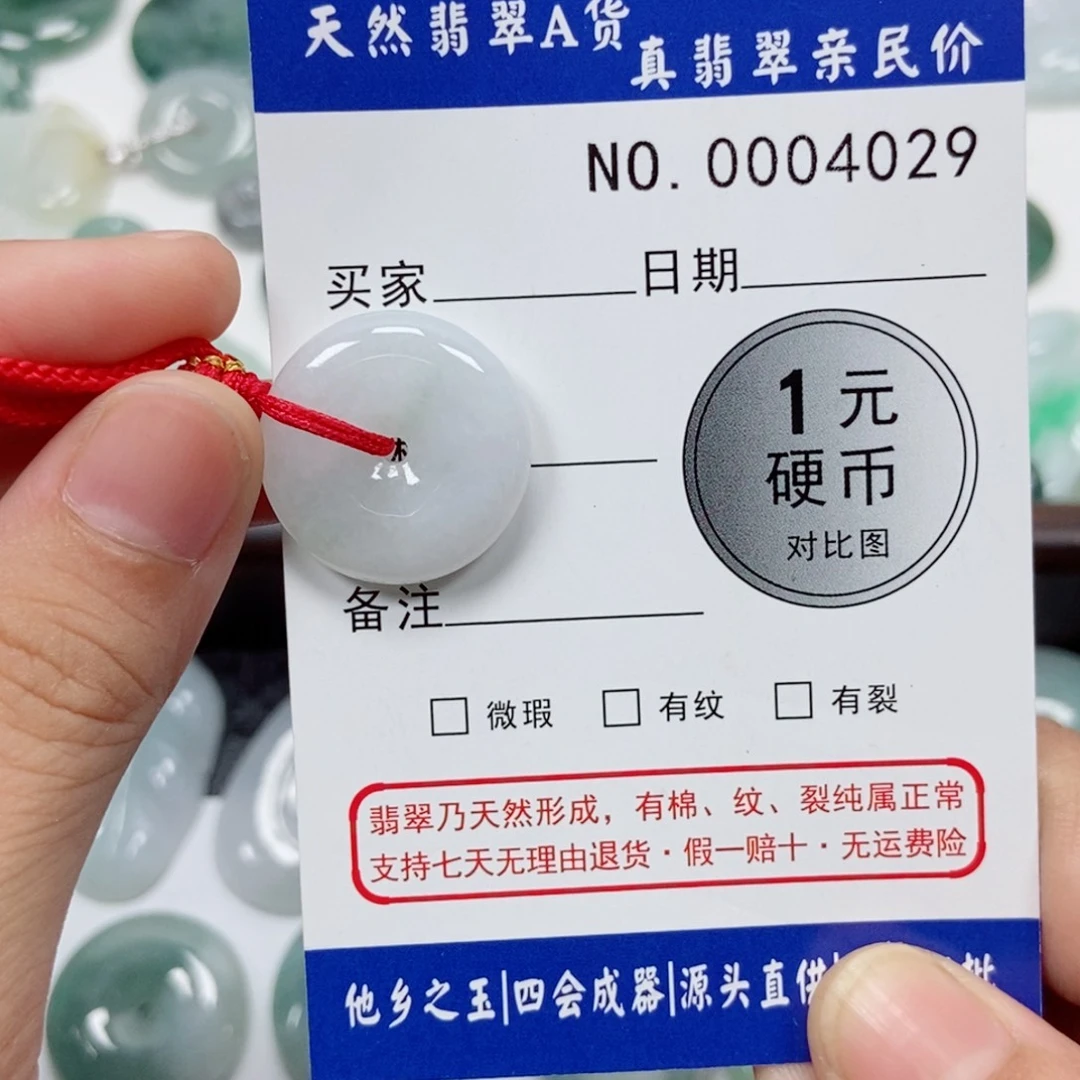 天然翡翠A货
真翡翠亲民价
NO. 0004029
买家 日期
1元
硬币
对比图
备注
微瑕 有纹 有裂
翡翠乃天然形成，有棉、纹、裂纯属正常
支持七天无理由退货·假一赔十·无运费险
他乡之玉|四会成器|源头直供